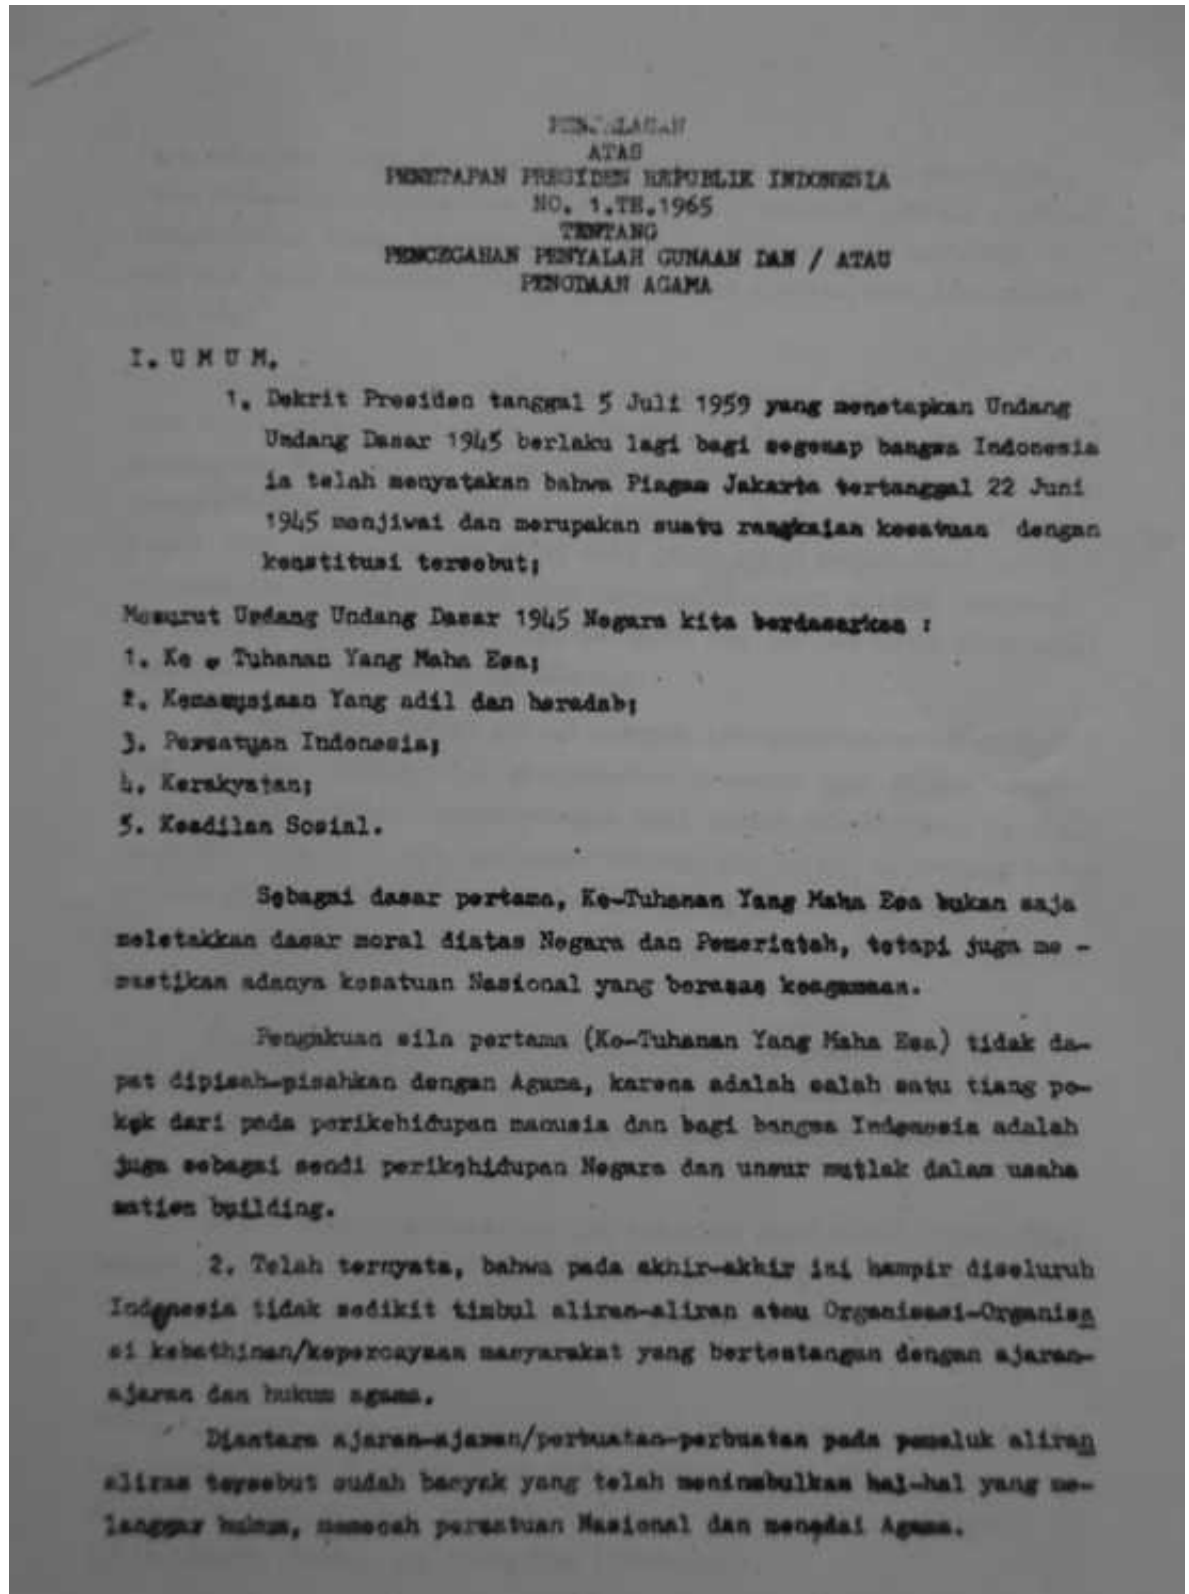 PENJELASAN
ATAS
PENETAPAN PRESIDEN REPUBLIK INDONESIA
NO. 1.TH.1965
TENTANG
PENCEGAHAN PENYALAH GUNAAN DAN / ATAU
PENODAAN AGAMA
I. U M U M.
1. Dekrit Presiden tanggal 5 Juli 1959 yang menetapkan Undang
Undang Dasar 1945 berlaku lagi bagi segenap bangsa Indonesia
ia telah menyatakan bahwa Piagam Jakarta tertanggal 22 Juni
1945 menjiwai dan merupakan suatu rangkaian kesatuan dengan
konstitusi tersebut;
Menurut Undang Undang Dasar 1945 Negara kita berdasarkan :
1. Ke - Tuhanan Yang Maha Esa;
2. Kemanusiaan Yang adil dan beradab;
3. Persatuan Indonesia;
4. Kerakyatan;
5. Keadilan Sosial.
Sebagai dasar pertama, Ke-Tuhanan Yang Maha Esa bukan saja
meletakkan dasar moral diatas Negara dan Pemerintah, tetapi juga me -
mastikan adanya kesatuan Nasional yang berasas keagamaan.
Pengakuan sila pertama (Ke-Tuhanan Yang Maha Esa) tidak da-
pat dipisah-pisahkan dengan Agama, karena adalah salah satu tiang po-
kok dari pada perikehidupan manusia dan bagi bangsa Indonesia adalah
juga sebagai sendi perikehidupan Negara dan unsur mutlak dalam usaha
nation building.
2. Telah ternyata, bahwa pada akhir-akhir ini hampir diseluruh
Indonesia tidak sedikit timbul aliran-aliran atau Organisasi-Organisa
si kebathinan/kepercayaan masyarakat yang bertentangan dengan ajaran-
ajaran dan hukum agama.
Diantara ajaran-ajaran/perbuatan-perbuatan pada pemeluk aliran
aliran tersebut sudah banyak yang telah menimbulkan hal-hal yang me-
langgar hukum, memecah persatuan Nasional dan menodai Agama.